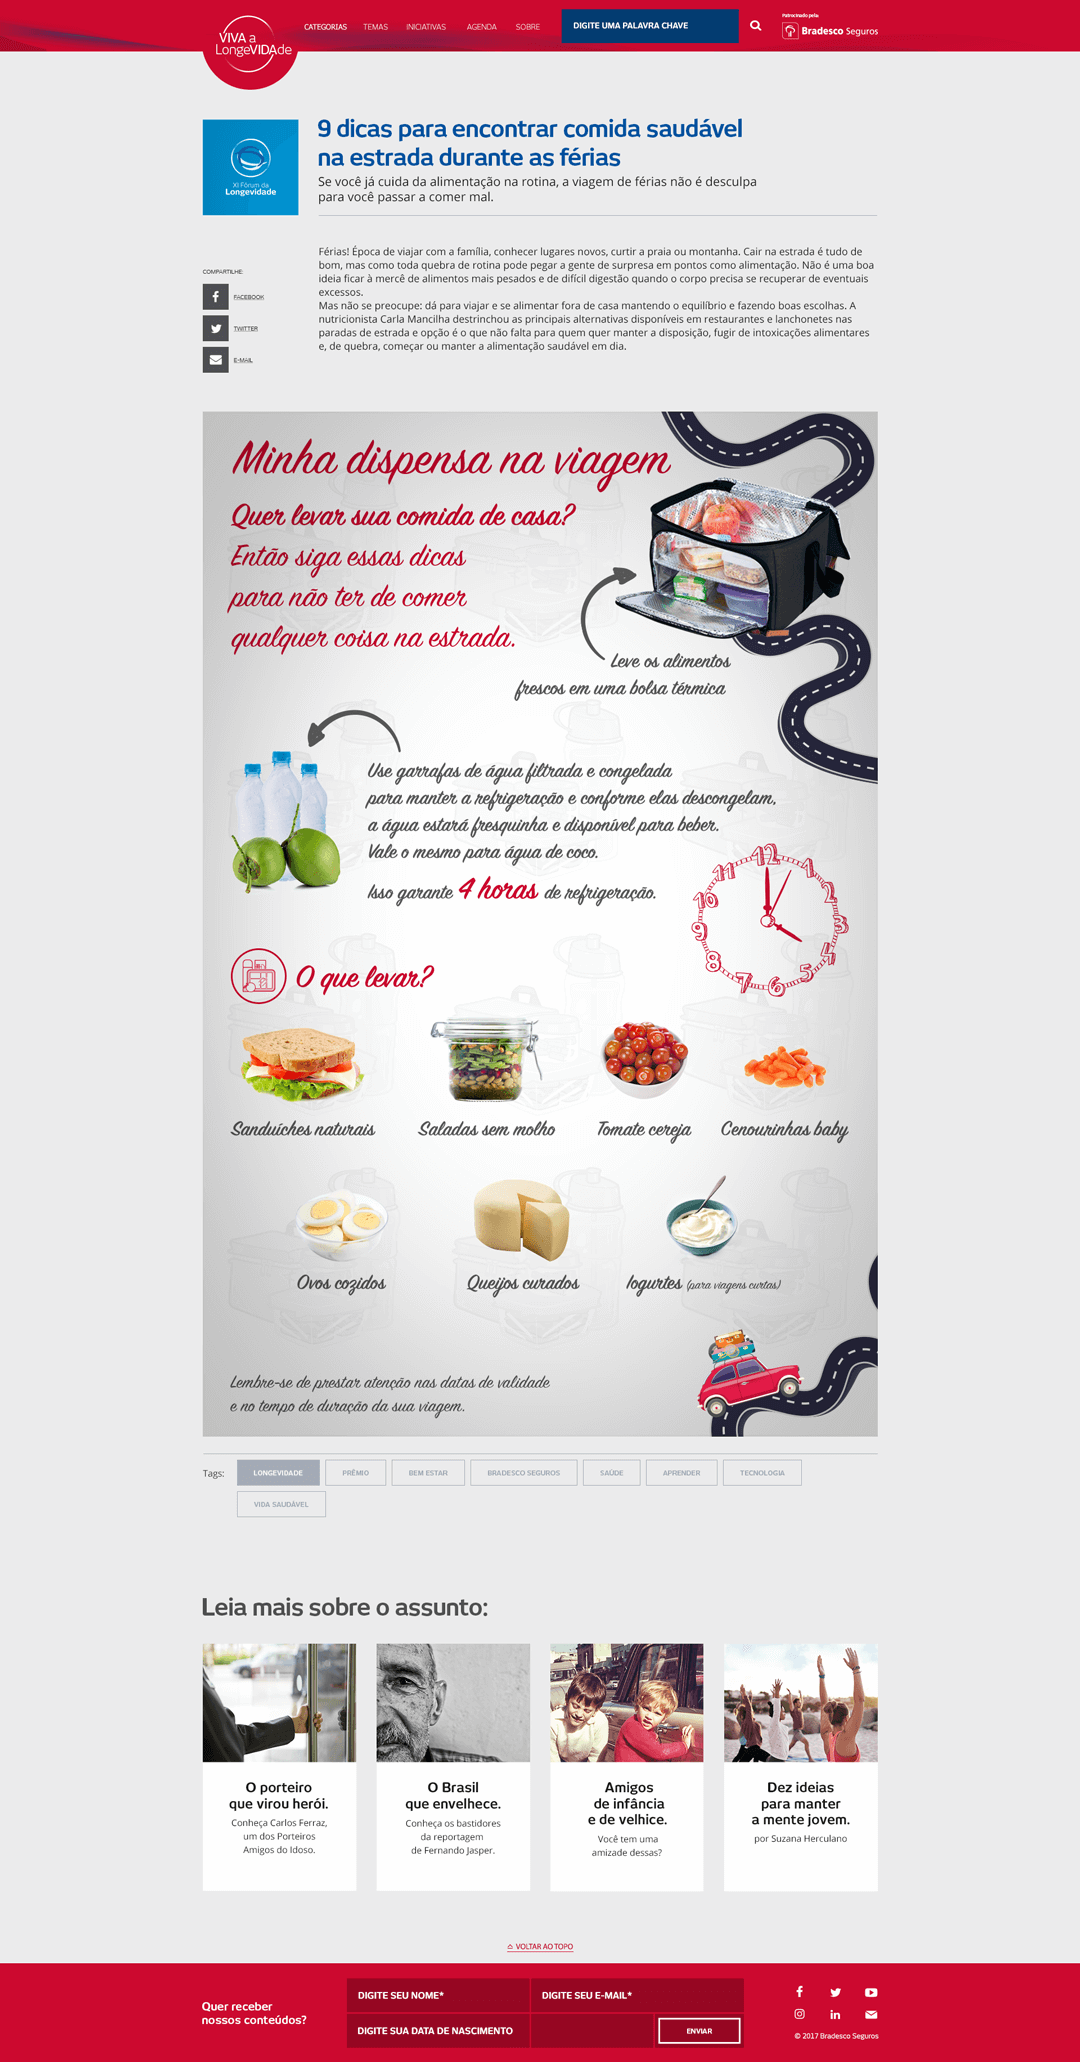 VIVA a
LongeVIDAde
CATEGORIAS TEMAS INICIATIVAS AGENDA SOBRE
DIGITE UMA PALAVRA CHAVE
Patrocinado pela:
Bradesco Seguros
XI Fórum da
Longevidade
9 dicas para encontrar comida saudável
na estrada durante as férias
Se você já cuida da alimentação na rotina, a viagem de férias não é desculpa
para você passar a comer mal.
COMPARTILHE:
FACEBOOK
TWITTER
E-MAIL
Férias! Época de viajar com a família, conhecer lugares novos, curtir a praia ou montanha. Cair na estrada é tudo de
bom, mas como toda quebra de rotina pode pegar a gente de surpresa em pontos como alimentação. Não é uma boa
ideia ficar à mercê de alimentos mais pesados e de difícil digestão quando o corpo precisa se recuperar de eventuais
excessos.
Mas não se preocupe: dá para viajar e se alimentar fora de casa mantendo o equilíbrio e fazendo boas escolhas. A
nutricionista Carla Mancilha destrinchou as principais alternativas disponíveis em restaurantes e lanchonetes nas
paradas de estrada e opção é o que não falta para quem quer manter a disposição, fugir de intoxicações alimentares
e, de quebra, começar ou manter a alimentação saudável em dia.
Minha dispensa na viagem
Quer levar sua comida de casa?
Então siga essas dicas
para não ter de comer
qualquer coisa na estrada.
Leve os alimentos
frescos em uma bolsa térmica
Use garrafas de água filtrada e congelada
para manter a refrigeração e conforme elas descongelam,
a água estará fresquinha e disponível para beber.
Vale o mesmo para água de coco.
Isso garante 4 horas de refrigeração.
12
1
2
3
4
5
6
7
8
9
10
11
O que levar?
Sanduíches naturais
Saladas sem molho
Tomate cereja
Cenourinhas baby
Ovos cozidos
Queijos curados
Iogurtes (para viagens curtas)
Lembre-se de prestar atenção nas datas de validade
e no tempo de duração da sua viagem.
Tags: LONGEVIDADE PRÊMIO BEM ESTAR BRADESCO SEGUROS SAÚDE APRENDER TECNOLOGIA
VIDA SAUDÁVEL
Leia mais sobre o assunto:
O porteiro
que virou herói.
Conheça Carlos Ferraz,
um dos Porteiros
Amigos do Idoso.
O Brasil
que envelhece.
Conheça os bastidores
da reportagem
de Fernando Jasper.
Amigos
de infância
e de velhice.
Você tem uma
amizade dessas?
Dez ideias
para manter
a mente jovem.
por Suzana Herculano
VOLTAR AO TOPO
Quer receber
nossos conteúdos?
DIGITE SEU NOME*
DIGITE SEU E-MAIL*
DIGITE SUA DATA DE NASCIMENTO
ENVIAR
© 2017 Bradesco Seguros